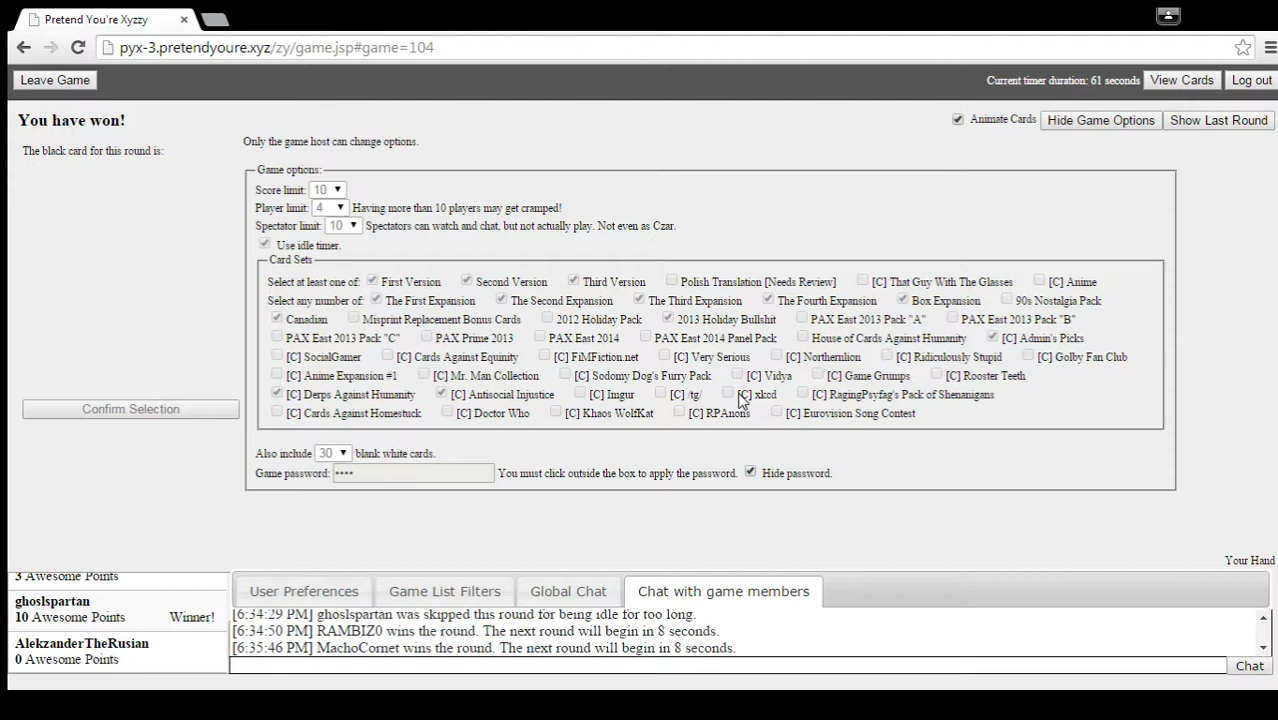 Pretend You're Xyzzy
pyx-3.pretendyoure.xyz/zy/game.jsp#game=104
Leave Game
Current timer duration: 61 seconds View Cards Log out
You have won!
Animate Cards Hide Game Options Show Last Round
The black card for this round is:
Only the game host can change options.
Game options:
Score limit: 10
Player limit: 4 Having more than 10 players may get cramped!
Spectator limit: 10 Spectators can watch and chat, but not actually play. Not even as Czar.
Use idle timer.
Card Sets
Select at least one of: First Version Second Version Third Version Polish Translation [Needs Review] [C] That Guy With The Glasses [C] Anime
Select any number of: The First Expansion The Second Expansion The Third Expansion The Fourth Expansion Box Expansion 90s Nostalgia Pack
Canadian Misprint Replacement Bonus Cards 2012 Holiday Pack 2013 Holiday Bullshit PAX East 2013 Pack "A" PAX East 2013 Pack "B"
PAX East 2013 Pack "C" PAX Prime 2013 PAX East 2014 PAX East 2014 Panel Pack House of Cards Against Humanity [C] Admin's Picks
[C] SocialGamer [C] Cards Against Equinity [C] FiMFiction.net [C] Very Serious [C] Northernlion [C] Ridiculously Stupid [C] Golby Fan Club
[C] Anime Expansion #1 [C] Mr. Man Collection [C] Sodomy Dog's Furry Pack [C] Vidya [C] Game Grumps [C] Rooster Teeth
[C] Derps Against Humanity [C] Antisocial Injustice [C] Imgur [C] /tg/ [C] xkcd [C] RagingPsyfag's Pack of Shenanigans
[C] Cards Against Homestuck [C] Doctor Who [C] Khaos WolfKat [C] RPAnons [C] Eurovision Song Contest
Confirm Selection
Also include 30 blank white cards.
Game password: •••• You must click outside the box to apply the password. Hide password.
Your Hand
3 Awesome Points
ghoslspartan
10 Awesome Points Winner!
AlekzanderTheRusian
0 Awesome Points
User Preferences Game List Filters Global Chat Chat with game members
[6:34:29 PM] ghoslspartan was skipped this round for being idle for too long.
[6:34:50 PM] RAMBIZ0 wins the round. The next round will begin in 8 seconds.
[6:35:46 PM] MachoCornet wins the round. The next round will begin in 8 seconds.
Chat